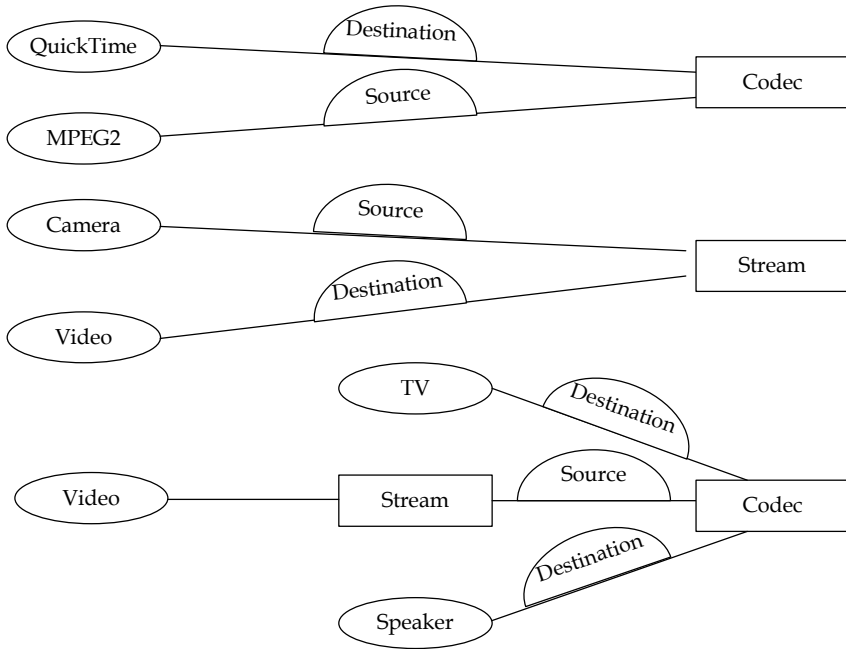 Destination
QuickTime
Codec
Source
MPEG2
Source
Camera
Stream
Destination
Video
TV
Destination
Source
Video
Stream
Codec
Destination
Speaker